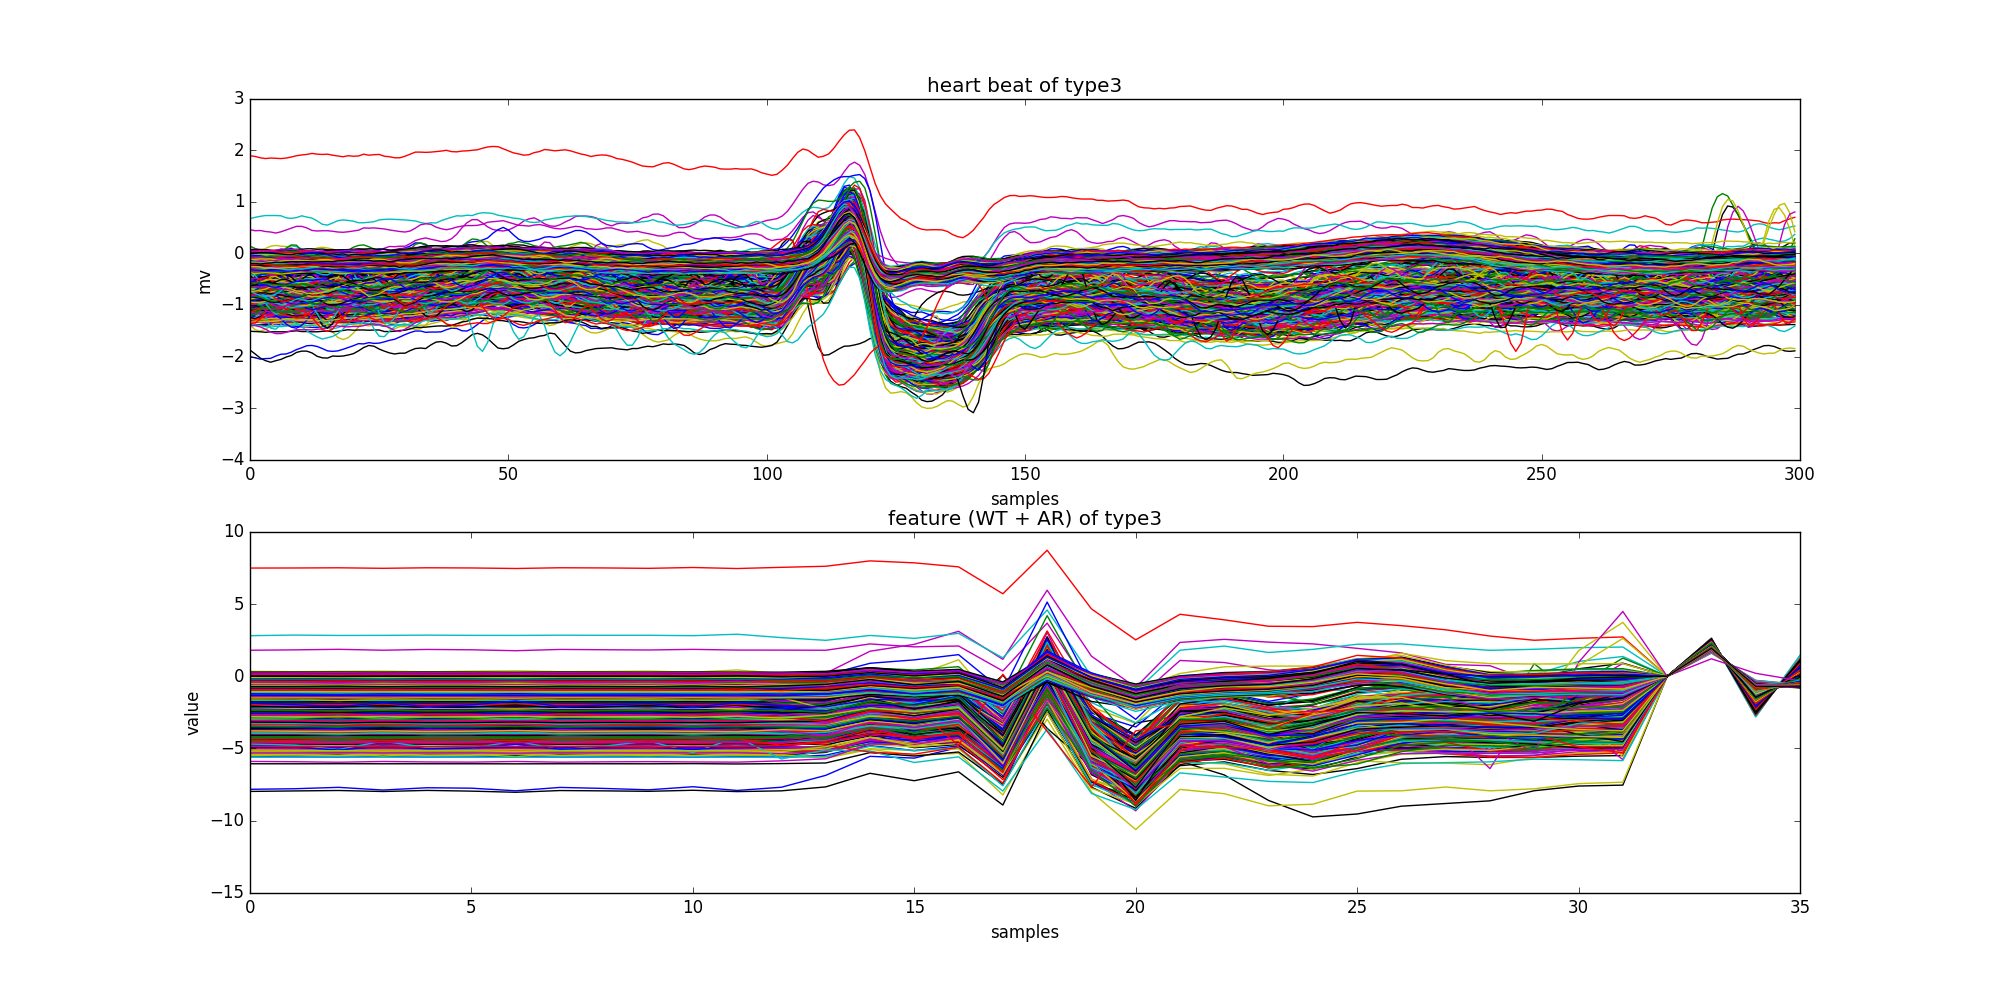 heart beat of type3
3
2
1
0
−1
−2
−3
−4
mv
0 50 100 150 200 250 300
samples
feature (WT + AR) of type3
10
5
0
−5
−10
−15
value
0 5 10 15 20 25 30 35
samples